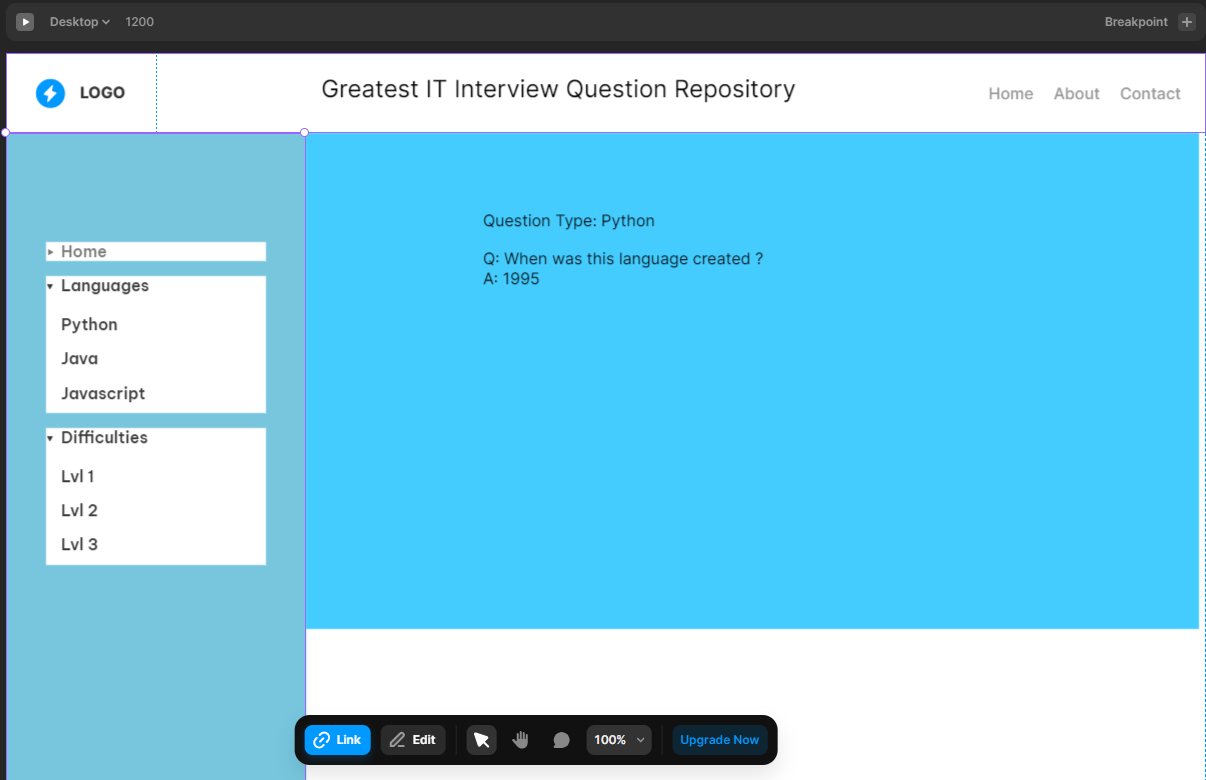 Desktop 1200 Breakpoint
LOGO
Greatest IT Interview Question Repository
Home About Contact
Home
Languages
Python
Java
Javascript
Difficulties
Lvl 1
Lvl 2
Lvl 3
Question Type: Python
Q: When was this language created ?
A: 1995
Link Edit 100% Upgrade Now